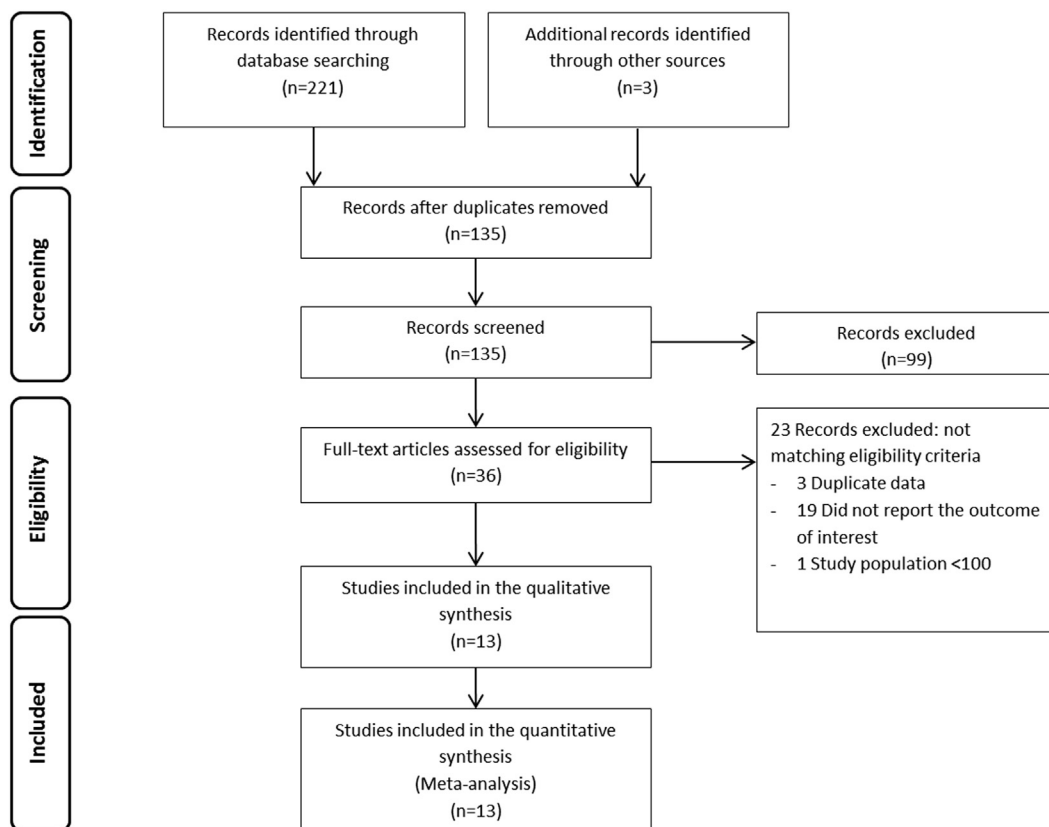 Identification
Records identified through
database searching
(n=221)
Additional records identified
through other sources
(n=3)
Screening
Records after duplicates removed
(n=135)
Records screened
(n=135)
Records excluded
(n=99)
Eligibility
Full-text articles assessed for eligibility
(n=36)
23 Records excluded: not
matching eligibility criteria
- 3 Duplicate data
- 19 Did not report the outcome
of interest
- 1 Study population <100
Studies included in the qualitative
synthesis
(n=13)
Included
Studies included in the quantitative
synthesis
(Meta-analysis)
(n=13)